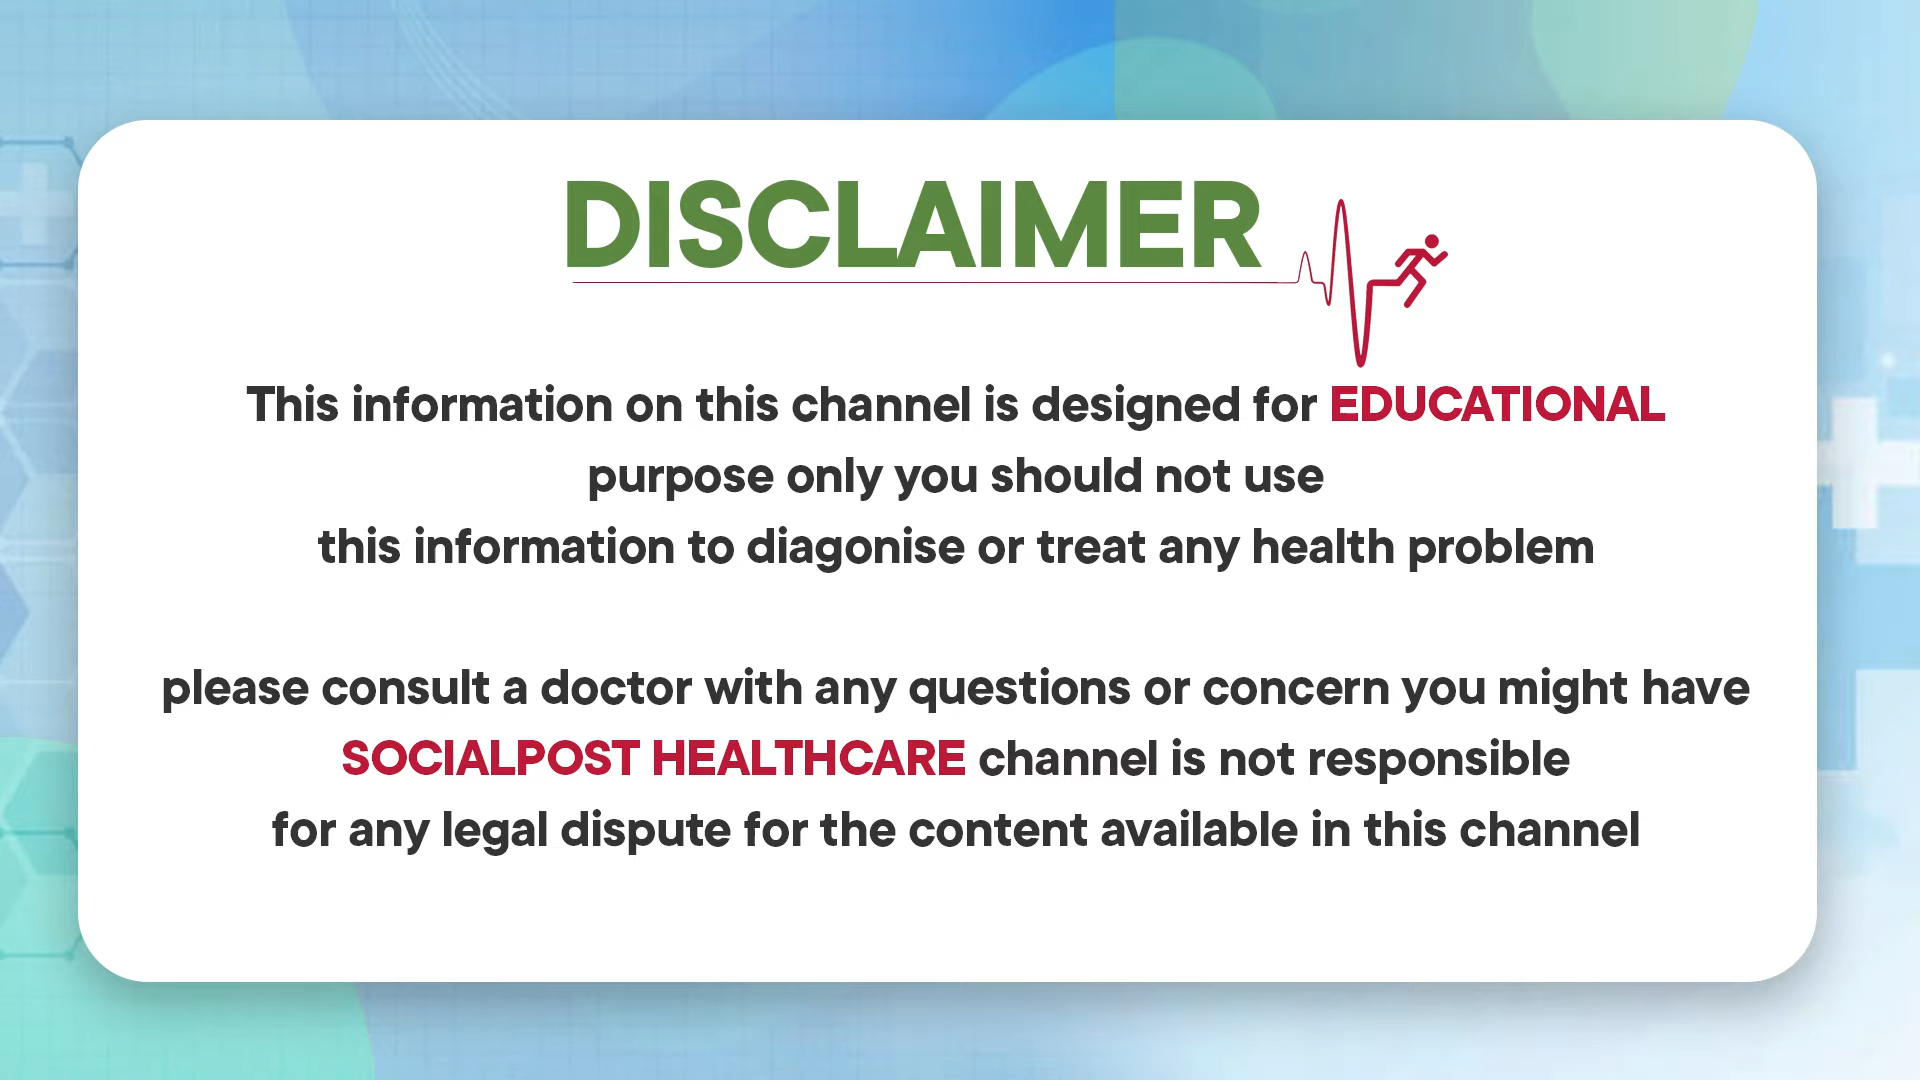 DISCLAIMER
This information on this channel is designed for EDUCATIONAL
purpose only you should not use
this information to diagonise or treat any health problem
please consult a doctor with any questions or concern you might have
SOCIALPOST HEALTHCARE channel is not responsible
for any legal dispute for the content available in this channel